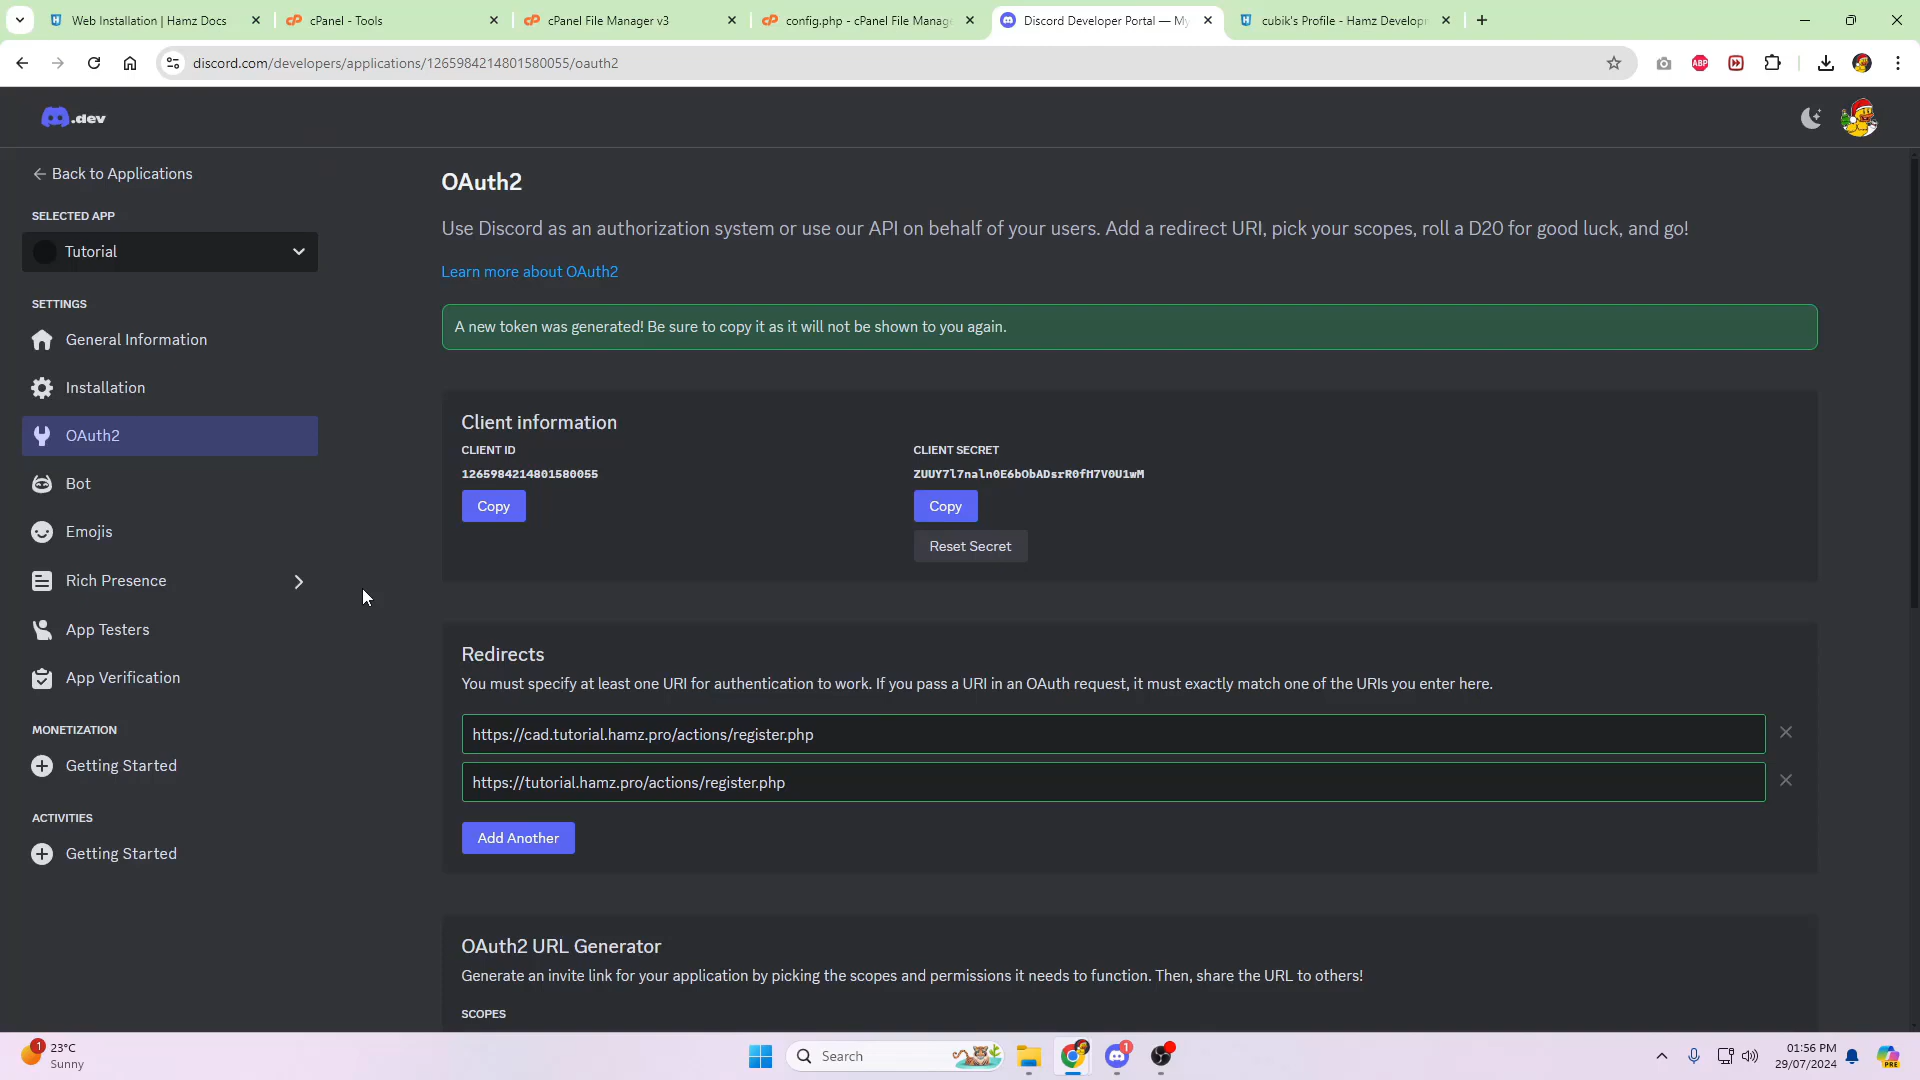 Web Installation | Hamz Docs
cPanel - Tools
cPanel File Manager v3
config.php - cPanel File Manage
Discord Developer Portal — My
cubik's Profile - Hamz Developm
discord.com/developers/applications/1265984214801580055/oauth2
ABP
.dev
Back to Applications
SELECTED APP
Tutorial
SETTINGS
General Information
Installation
OAuth2
Bot
Emojis
Rich Presence
App Testers
App Verification
MONETIZATION
Getting Started
ACTIVITIES
Getting Started
OAuth2
Use Discord as an authorization system or use our API on behalf of your users. Add a redirect URI, pick your scopes, roll a D20 for good luck, and go!
Learn more about OAuth2
A new token was generated! Be sure to copy it as it will not be shown to you again.
Client information
CLIENT ID
1265984214801580055
Copy
CLIENT SECRET
ZUUY7l7naln0E6bObADsrR0fH7V0U1wM
Copy
Reset Secret
Redirects
You must specify at least one URI for authentication to work. If you pass a URI in an OAuth request, it must exactly match one of the URIs you enter here.
https://cad.tutorial.hamz.pro/actions/register.php
https://tutorial.hamz.pro/actions/register.php
Add Another
OAuth2 URL Generator
Generate an invite link for your application by picking the scopes and permissions it needs to function. Then, share the URL to others!
SCOPES
1
23°C
Sunny
Search
1
01:56 PM
29/07/2024
PRE